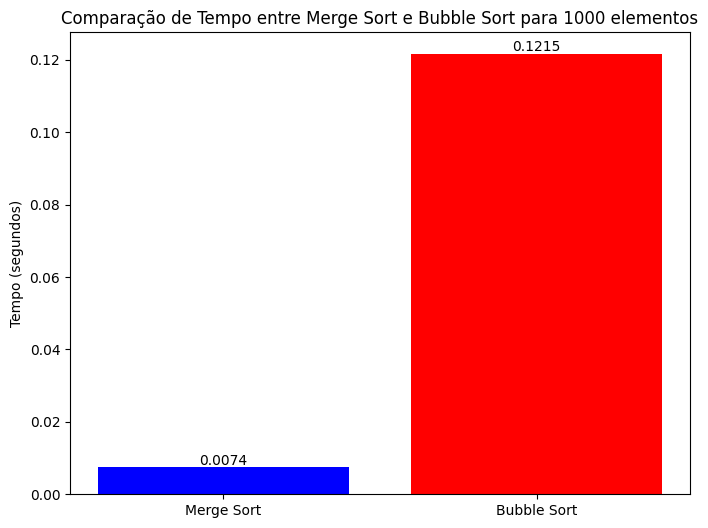 Comparação de Tempo entre Merge Sort e Bubble Sort para 1000 elementos
0.12
0.10
0.08
0.06
0.04
0.02
0.00
Tempo (segundos)
0.0074
0.1215
Merge Sort
Bubble Sort